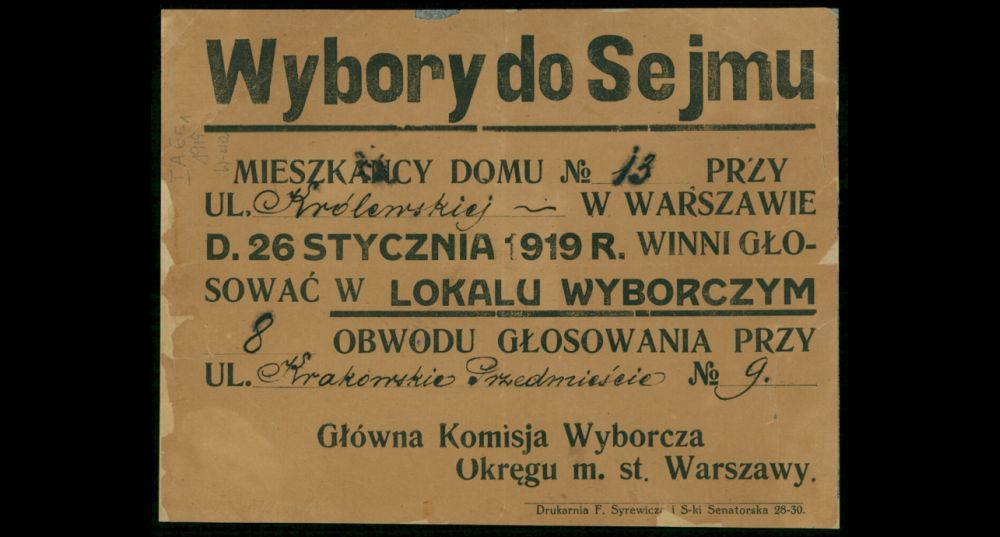 Wybory do Sejmu
MIESZKAŃCY DOMU № 13 PRZY
UL. Królewskiej W WARSZAWIE
D. 26 STYCZNIA 1919 R. WINNI GŁO-
SOWAĆ W LOKALU WYBORCZYM
8 OBWODU GŁOSOWANIA PRZY
UL. Krakowskie Przedmieście № 9.
Główna Komisja Wyborcza
Okręgu m. st. Warszawy.
Drukarnia F. Syrewicza i S-ki Senatorska 28-30.
1919